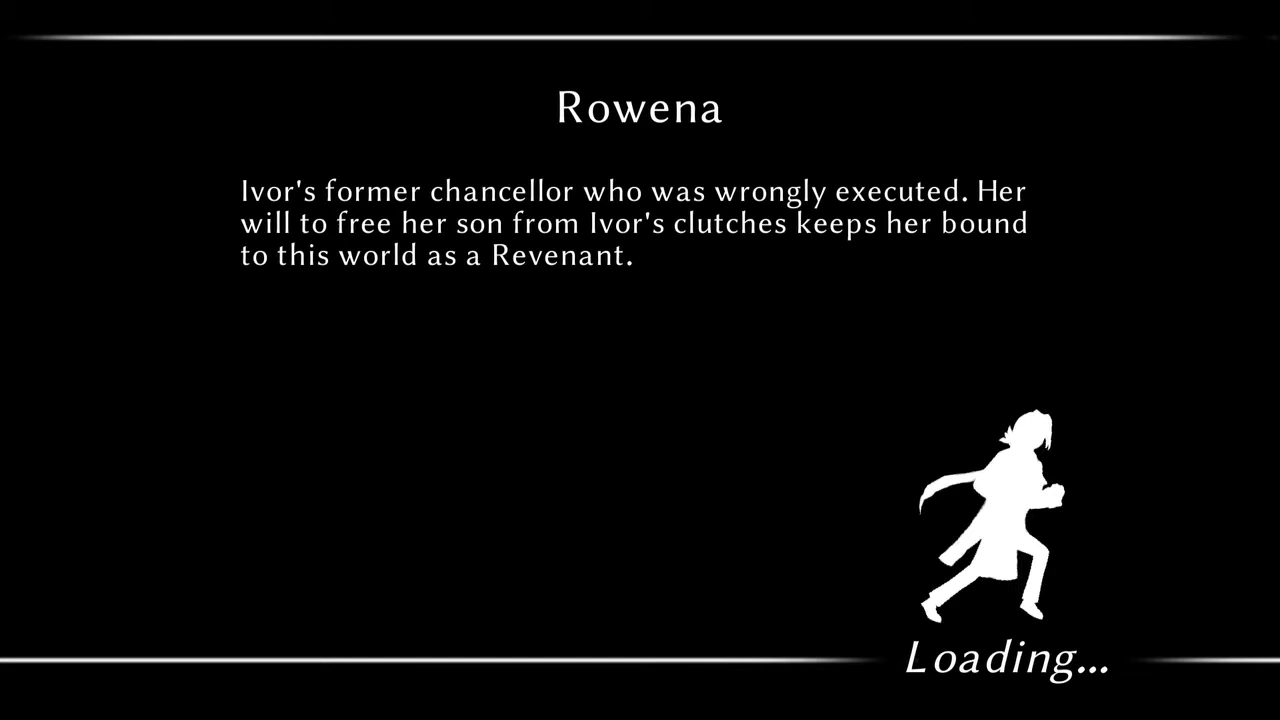 Rowena
Ivor's former chancellor who was wrongly executed. Her
will to free her son from Ivor's clutches keeps her bound
to this world as a Revenant.
Loading...